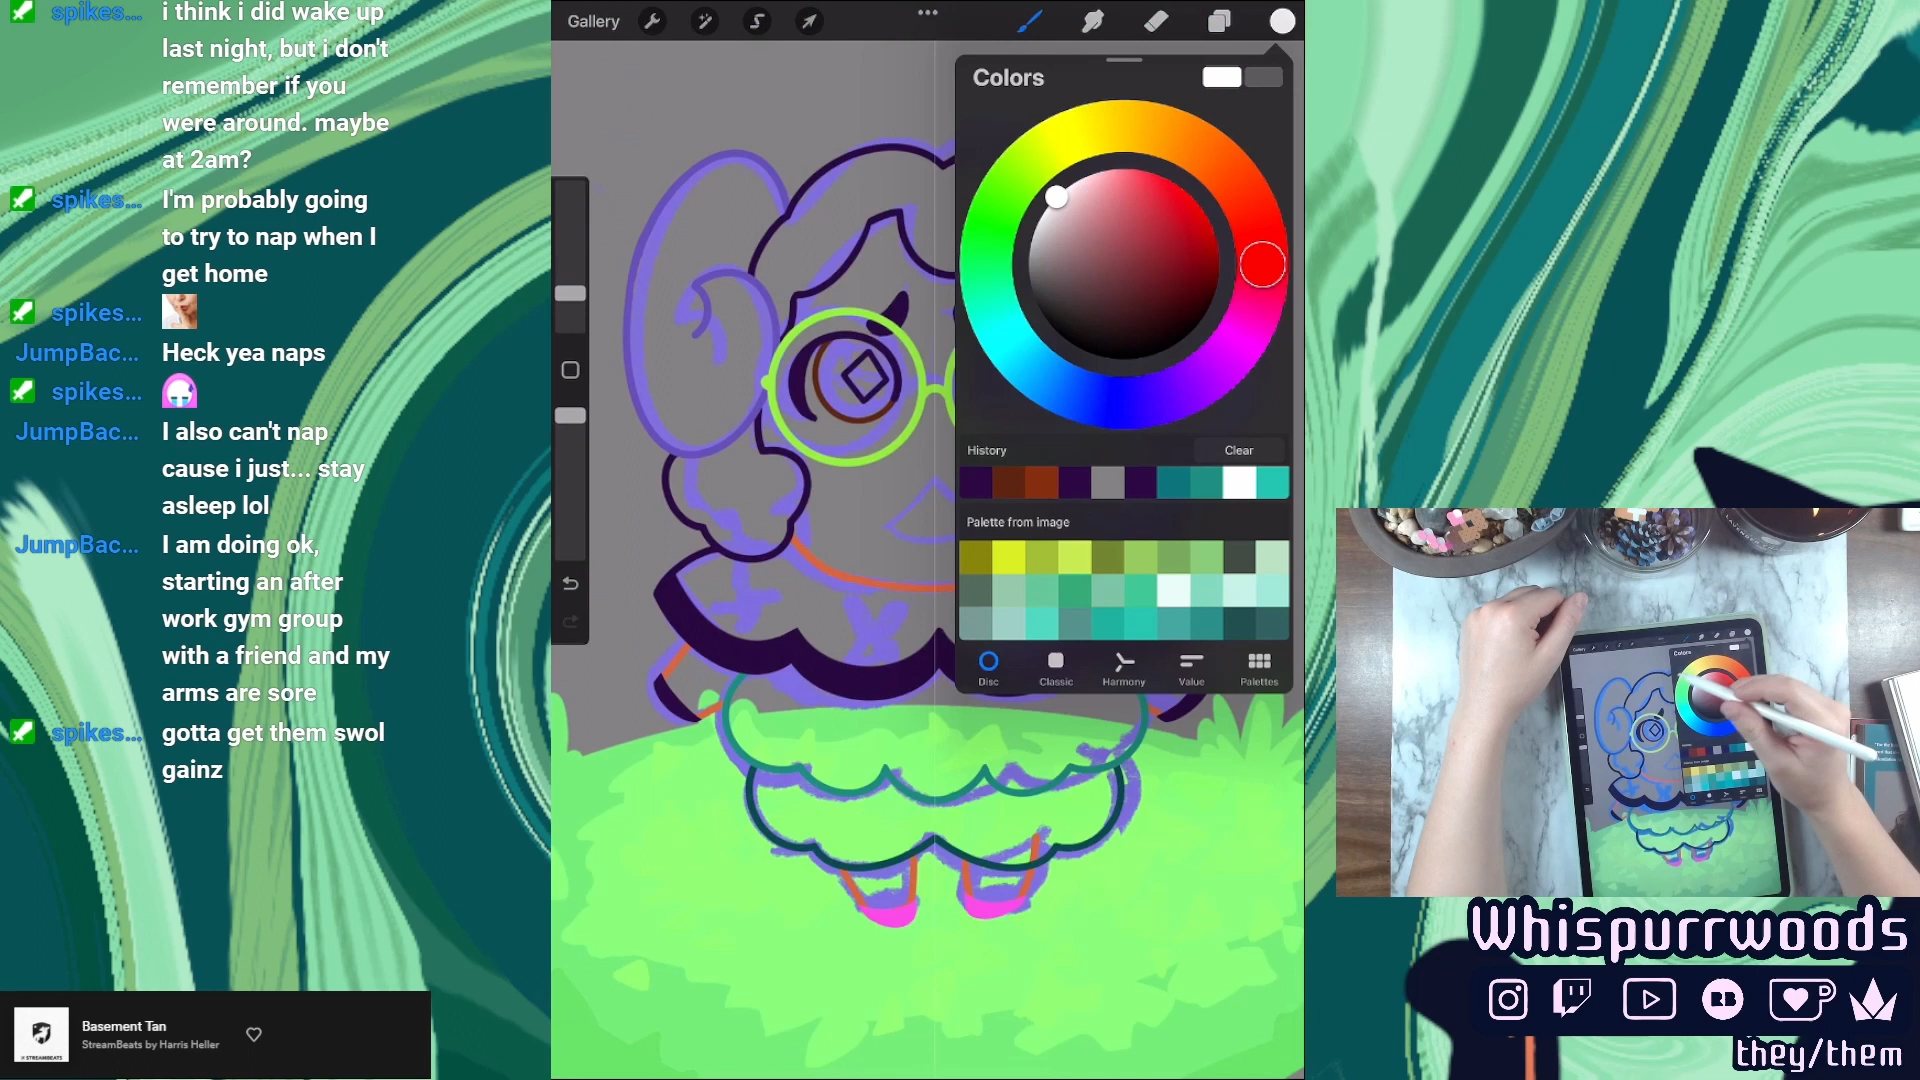 spikes... i think i did wake up
last night, but i don't
remember if you
were around. maybe
at 2am?
spikes... I'm probably going
to try to nap when I
get home
spikes...
JumpBac... Heck yea naps
spikes...
JumpBac... I also can't nap
cause i just... stay
asleep lol
JumpBac... I am doing ok,
starting an after
work gym group
with a friend and my
arms are sore
spikes... gotta get them swol
gainz
STREAMBEATS
Basement Tan
StreamBeats by Harris Heller
Gallery
Colors
History
Clear
Palette from image
Disc
Classic
Harmony
Value
Palettes
Whispurrwoods
RB
they/them